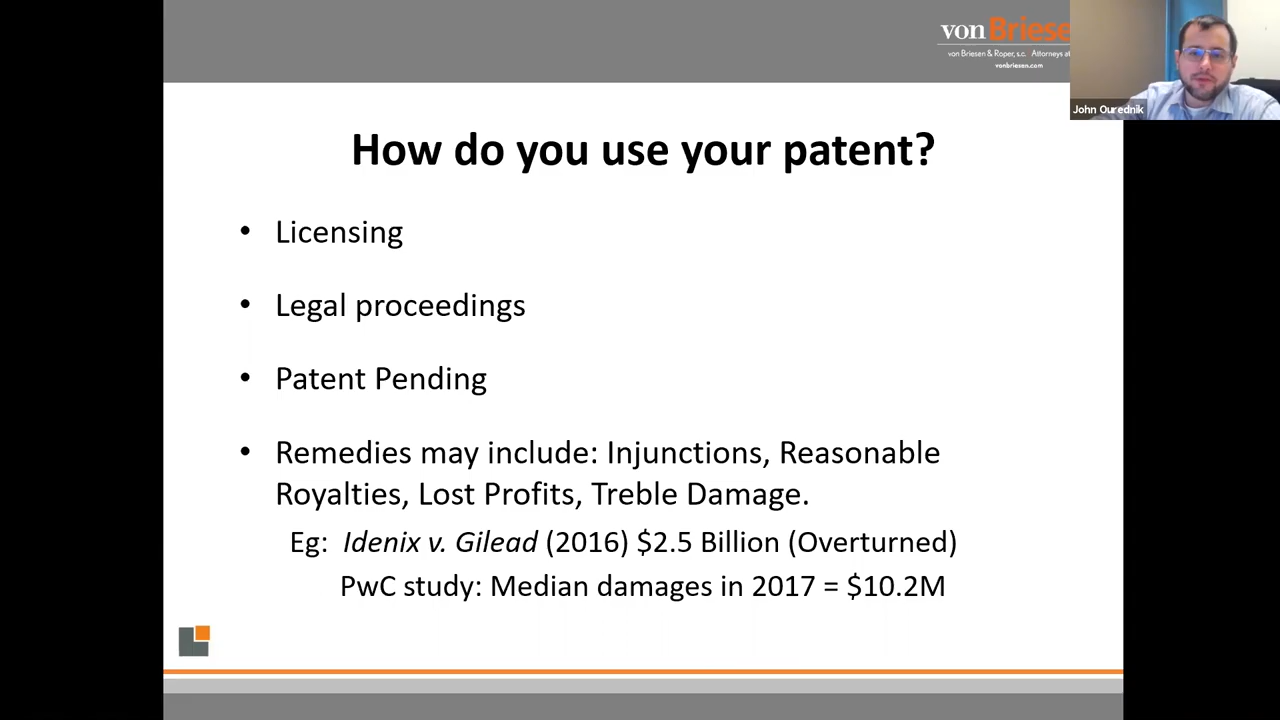 von Briese
von Briesen & Roper, s.c. Attorneys at
vonbriesen.com
John Ourednik
How do you use your patent?
• Licensing
• Legal proceedings
• Patent Pending
• Remedies may include: Injunctions, Reasonable
Royalties, Lost Profits, Treble Damage.
Eg: Idenix v. Gilead (2016) $2.5 Billion (Overturned)
PwC study: Median damages in 2017 = $10.2M